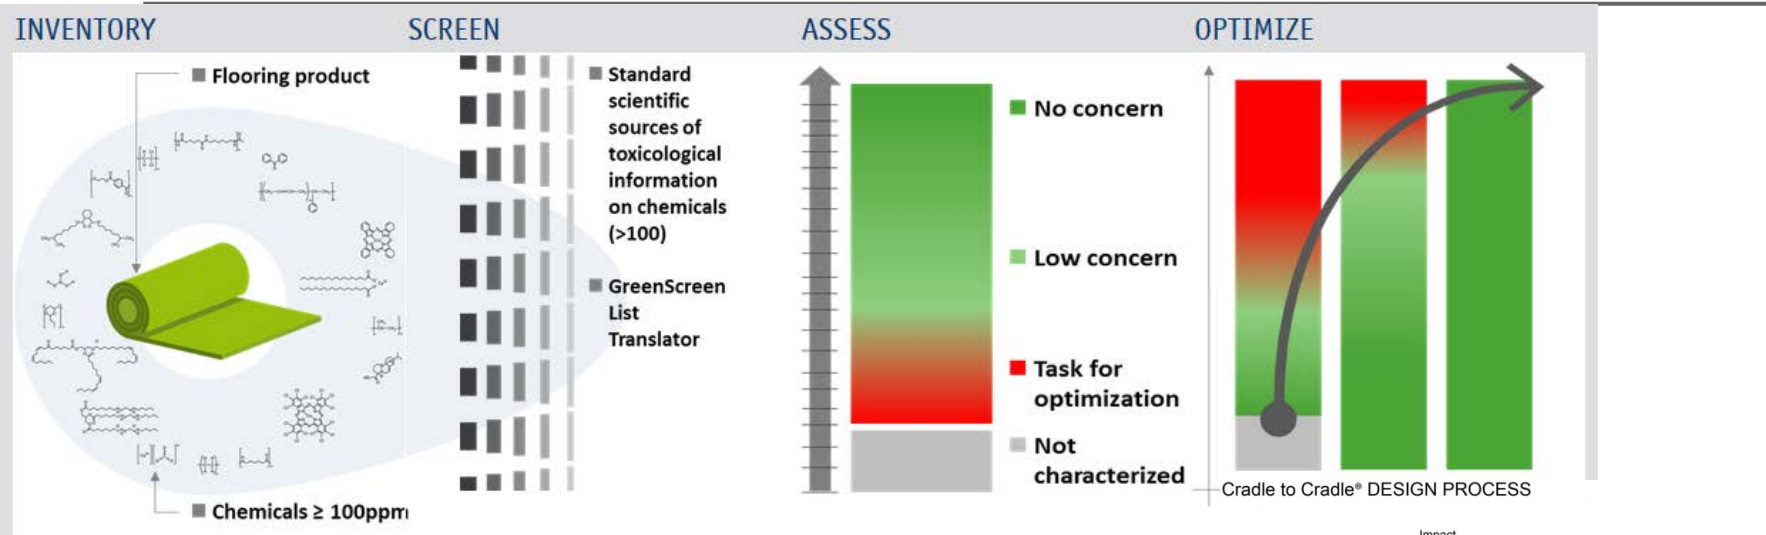 INVENTORY
SCREEN
ASSESS
OPTIMIZE
Flooring product
Chemicals ≥ 100ppm
Standard
scientific
sources of
toxicological
information
on chemicals
(>100)
GreenScreen
List
Translator
No concern
Low concern
Task for
optimization
Not
characterized
Cradle to Cradle® DESIGN PROCESS
Impact